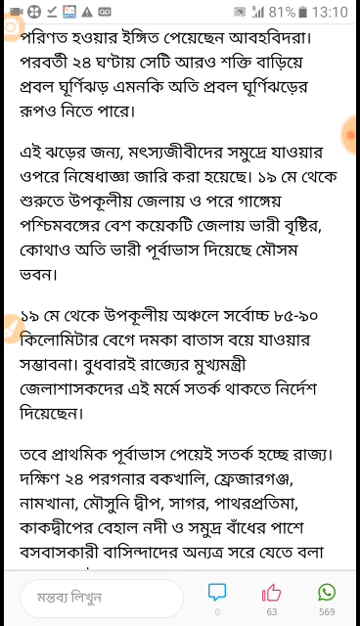 81% 13:10
পরিণত হওয়ার ইঙ্গিত পেয়েছেন আবহবিদরা।
পরবর্তী ২৪ ঘণ্টায় সেটি আরও শক্তি বাড়িয়ে
প্রবল ঘূর্ণিঝড় এমনকি অতি প্রবল ঘূর্ণিঝড়ের
রূপও নিতে পারে।
এই ঝড়ের জন্য, মৎস্যজীবীদের সমুদ্রে যাওয়ার
ওপরে নিষেধাজ্ঞা জারি করা হয়েছে। ১৯ মে থেকে
শুরুতে উপকূলীয় জেলায় ও পরে গাঙ্গেয়
পশ্চিমবঙ্গের বেশ কয়েকটি জেলায় ভারী বৃষ্টির,
কোথাও অতি ভারী পূর্বাভাস দিয়েছে মৌসম
ভবন।
১৯ মে থেকে উপকূলীয় অঞ্চলে সর্বোচ্চ ৮৫-৯০
কিলোমিটার বেগে দমকা বাতাস বয়ে যাওয়ার
সম্ভাবনা। বুধবারই রাজ্যের মুখ্যমন্ত্রী
জেলাশাসকদের এই মর্মে সতর্ক থাকতে নির্দেশ
দিয়েছেন।
তবে প্রাথমিক পূর্বাভাস পেয়েই সতর্ক হচ্ছে রাজ্য।
দক্ষিণ ২৪ পরগনার বকখালি, ফ্রেজারগঞ্জ,
নামখানা, মৌসুনি দ্বীপ, সাগর, পাথরপ্রতিমা,
কাকদ্বীপের বেহাল নদী ও সমুদ্র বাঁধের পাশে
বসবাসকারী বাসিন্দাদের অন্যত্র সরে যেতে বলা
মন্তব্য লিখুন
0 63 569